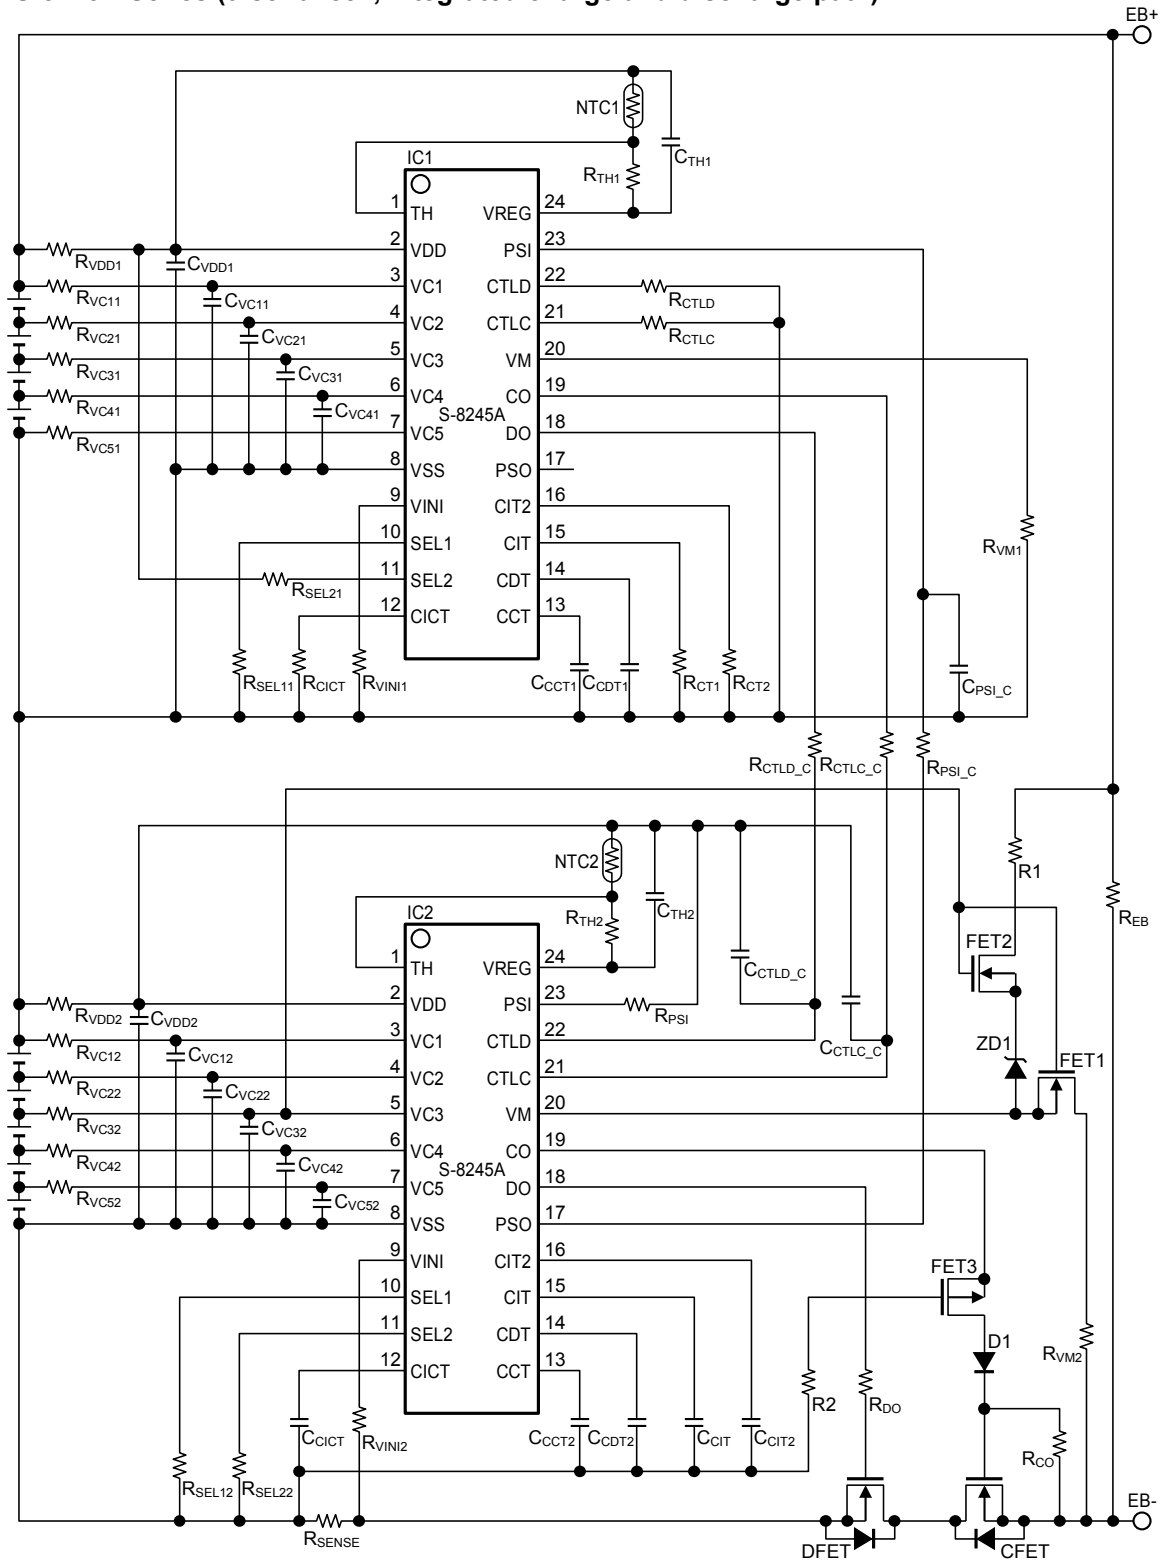 EB+
NTC1
CTH1
RTH1
IC1
1 TH VREG 24
2 VDD PSI 23
3 VC1 CTLD 22
4 VC2 CTLC 21
5 VC3 VM 20
6 VC4 CO 19
S-8245A
7 VC5 DO 18
8 VSS PSO 17
9 VINI CIT2 16
10 SEL1 CIT 15
11 SEL2 CDT 14
12 CICT CCT 13
RVDD1
CVDD1
RVC11
CVC11
RVC21
CVC21
RVC31
CVC31
RVC41
CVC41
RVC51
RCTLD
RCTLC
RVM1
RSEL21
RSEL11
RCICT
RVINI1
CCCT1
CCDT1
RCT1
RCT2
CPSI_C
RCTLD_C
RCTLC_C
RPSI_C
NTC2
CTH2
RTH2
R1
REB
IC2
1 TH VREG 24
2 VDD PSI 23
3 VC1 CTLD 22
4 VC2 CTLC 21
5 VC3 VM 20
6 VC4 CO 19
S-8245A
7 VC5 DO 18
8 VSS PSO 17
9 VINI CIT2 16
10 SEL1 CIT 15
11 SEL2 CDT 14
12 CICT CCT 13
CCTLD_C
FET2
RPSI
RVDD2
CVDD2
RVC12
CVC12
CCTLC_C
ZD1
FET1
RVC22
CVC22
RVC32
CVC32
RVC42
CVC42
RVC52
CVC52
FET3
D1
RVM2
R2
RDO
CCICT
RVINI2
CCCT2
CCDT2
CCIT
CCIT2
RCO
RSEL12
RSEL22
RSENSE
DFET
CFET
EB-